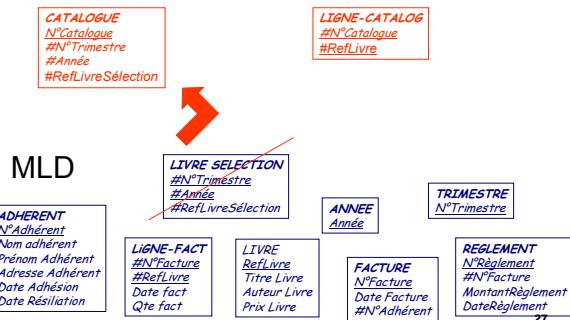 CATALOGUE
N°Catalogue
#N°Trimestre
#Année
#RefLivreSélection
LIGNE-CATALOG
#N°Catalogue
#RefLivre
MLD
LIVRE SELECTION
#N°Trimestre
#Année
#RefLivreSélection
ANNEE
Année
TRIMESTRE
N°Trimestre
ADHERENT
N°Adhérent
Nom adhérent
Prénom Adhérent
Adresse Adhérent
Date Adhésion
Date Résiliation
LiGNE-FACT
#N°Facture
#RefLivre
Date fact
Qte fact
LIVRE
RefLivre
Titre Livre
Auteur Livre
Prix Livre
FACTURE
N°Facture
Date Facture
#N°Adhérent
REGLEMENT
N°Règlement
#N°Facture
MontantRèglement
DateRèglement
27